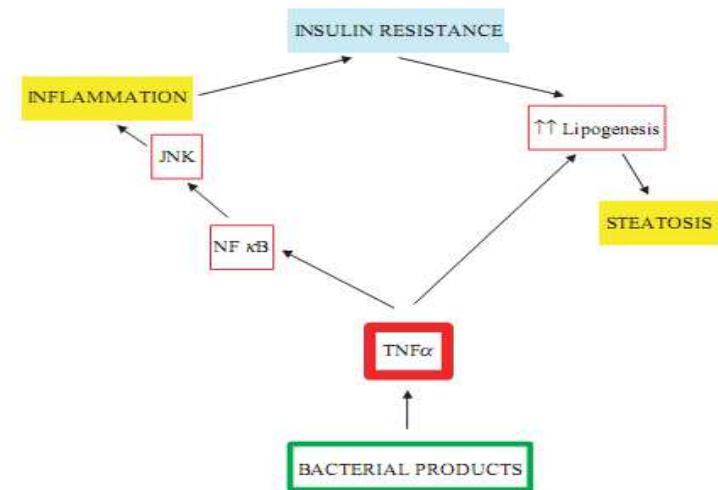 INSULIN RESISTANCE
INFLAMMATION
↑↑ Lipogenesis
JNK
STEATOSIS
NF κB
TNFα
BACTERIAL PRODUCTS